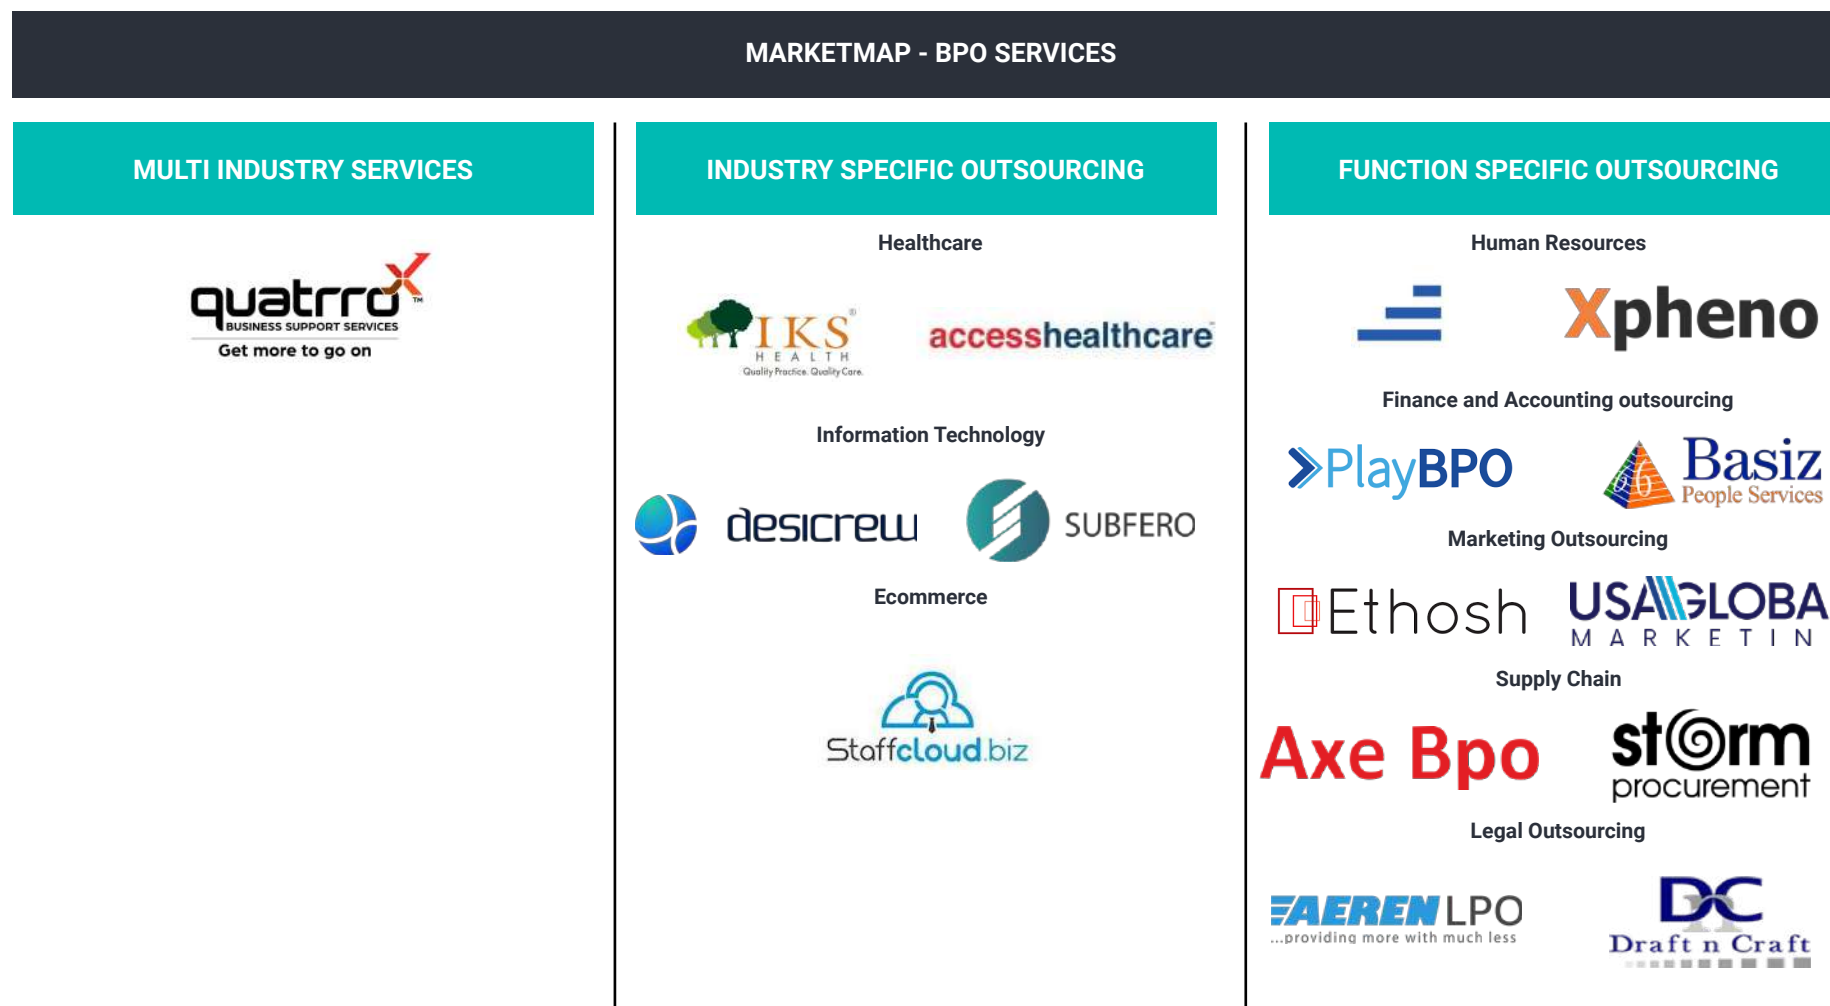 MARKETMAP - BPO SERVICES
MULTI INDUSTRY SERVICES
quatrro
™
BUSINESS SUPPORT SERVICES
Get more to go on
INDUSTRY SPECIFIC OUTSOURCING
Healthcare
IKS®
HEALTH
Quality Practice. Quality Care.
accesshealthcare
Information Technology
desicrew
SUBFERO
Ecommerce
Staffcloud.biz
FUNCTION SPECIFIC OUTSOURCING
Human Resources
Xpheno
Finance and Accounting outsourcing
PlayBPO
Basiz
People Services
Marketing Outsourcing
Ethosh
USA GLOBA
MARKETIN
Supply Chain
Axe Bpo
storm
procurement
Legal Outsourcing
AEREN LPO
...providing more with much less
DnC
Draft n Craft